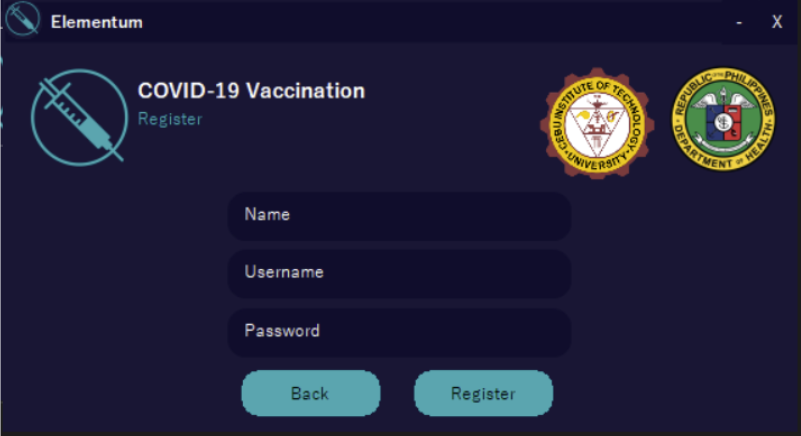 Elementum
- X
COVID-19 Vaccination
Register
CEBU INSTITUTE OF TECHNOLOGY
UNIVERSITY
REPUBLIC OF THE PHILIPPINES
DEPARTMENT OF HEALTH
Name
Username
Password
Back Register